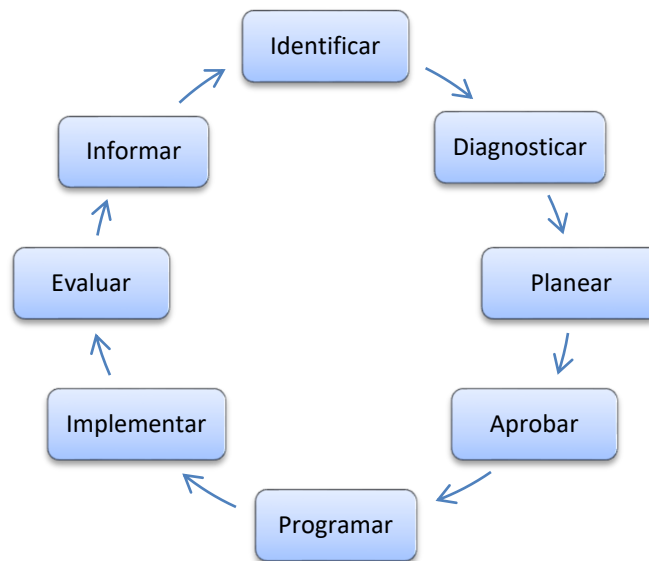 Identificar
Diagnosticar
Planear
Aprobar
Programar
Implementar
Evaluar
Informar